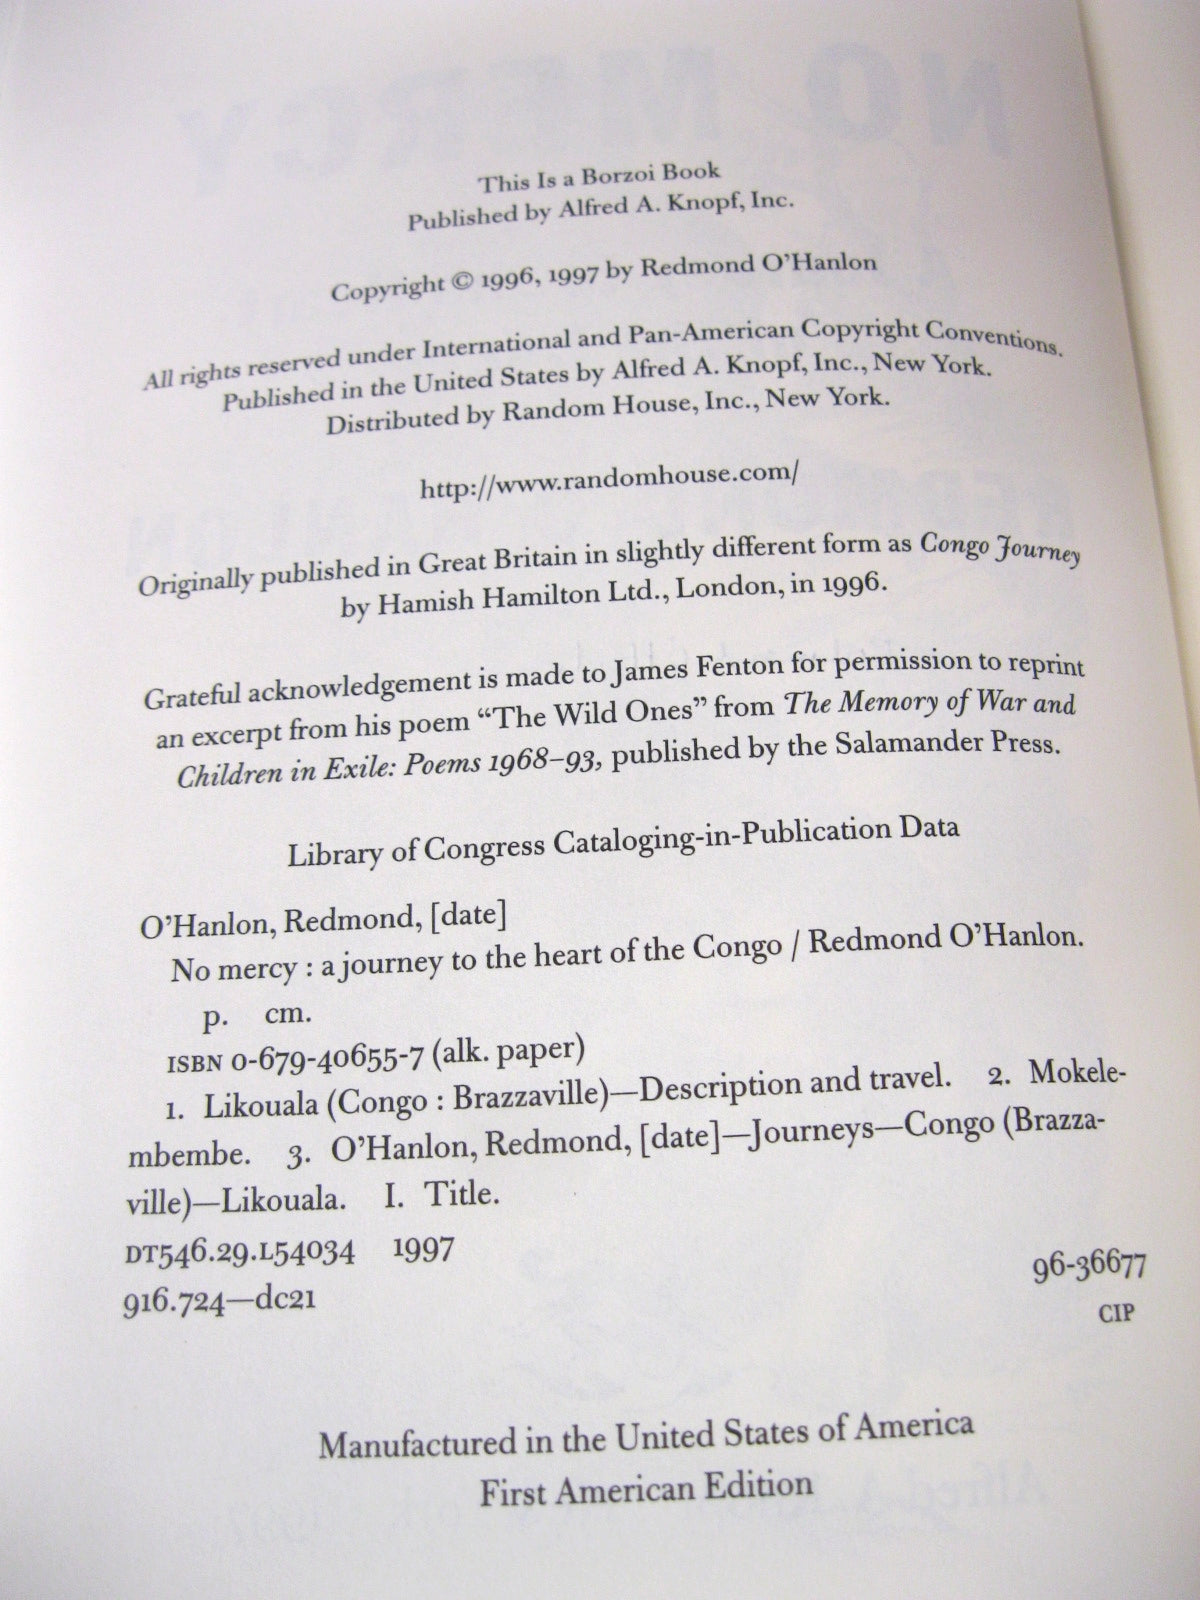 This Is a Borzoi Book
Published by Alfred A. Knopf, Inc.
Copyright © 1996, 1997 by Redmond O'Hanlon
All rights reserved under International and Pan-American Copyright Conventions.
Published in the United States by Alfred A. Knopf, Inc., New York.
Distributed by Random House, Inc., New York.
http://www.randomhouse.com/
Originally published in Great Britain in slightly different form as Congo Journey
by Hamish Hamilton Ltd., London, in 1996.
Grateful acknowledgement is made to James Fenton for permission to reprint
an excerpt from his poem “The Wild Ones” from The Memory of War and
Children in Exile: Poems 1968–93, published by the Salamander Press.
Library of Congress Cataloging-in-Publication Data
O'Hanlon, Redmond, [date]
No mercy : a journey to the heart of the Congo / Redmond O'Hanlon.
p. cm.
ISBN 0-679-40655-7 (alk. paper)
1. Likouala (Congo : Brazzaville)—Description and travel. 2. Mokele-
mbembe. 3. O'Hanlon, Redmond, [date]—Journeys—Congo (Brazza-
ville)—Likouala. I. Title.
DT546.29.L54034 1997
96-36677
916.724—dc21
CIP
Manufactured in the United States of America
First American Edition